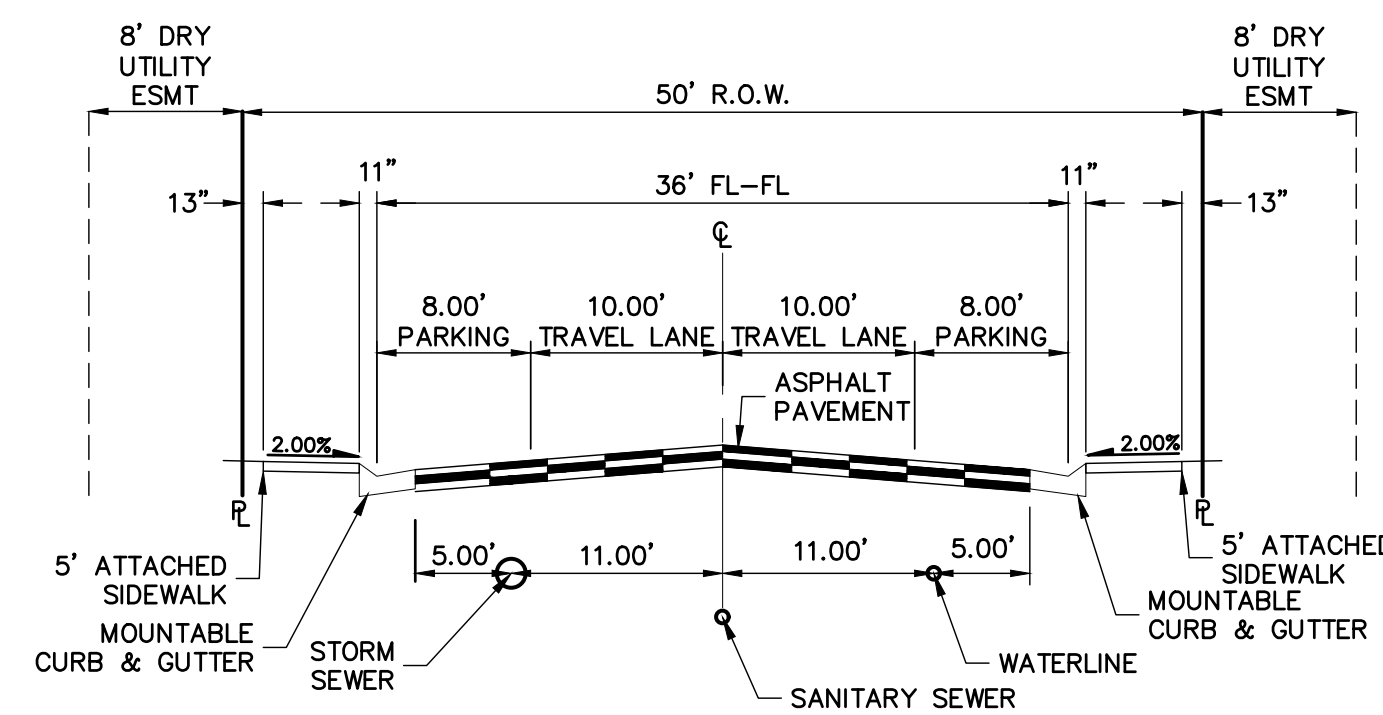 8' DRY
UTILITY
ESMT
8' DRY
UTILITY
ESMT
50' R.O.W.
11"
11"
13"
36' FL-FL
13"
℄
8.00'
PARKING
10.00'
TRAVEL LANE
10.00'
TRAVEL LANE
8.00'
PARKING
ASPHALT
PAVEMENT
2.00%
2.00%
PL
PL
5.00'
11.00'
11.00'
5.00'
5' ATTACHED
SIDEWALK
5' ATTACHED
SIDEWALK
MOUNTABLE
CURB & GUTTER
MOUNTABLE
CURB & GUTTER
STORM
SEWER
WATERLINE
SANITARY SEWER